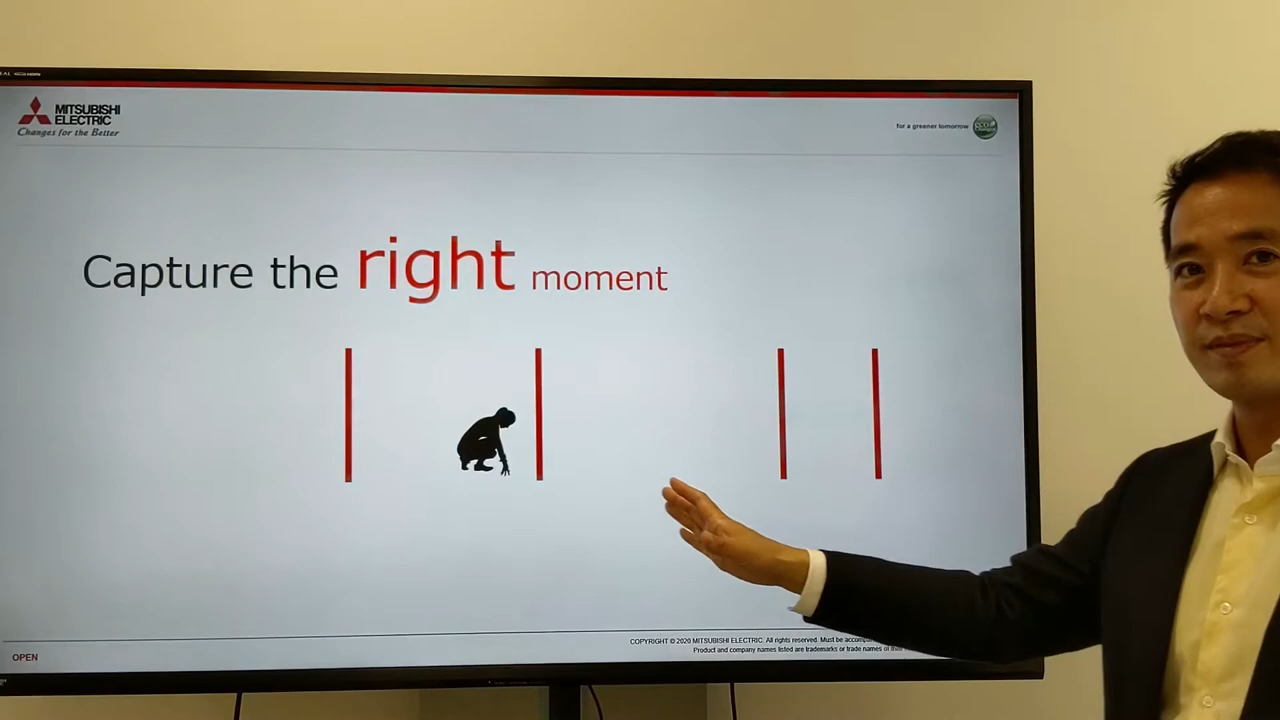 MITSUBISHI
ELECTRIC
Changes for the Better
for a greener tomorrow
eco
Capture the right moment
OPEN
COPYRIGHT © 2020 MITSUBISHI ELECTRIC. All rights reserved. Must be
Product and company names listed are trademarks or trade names of